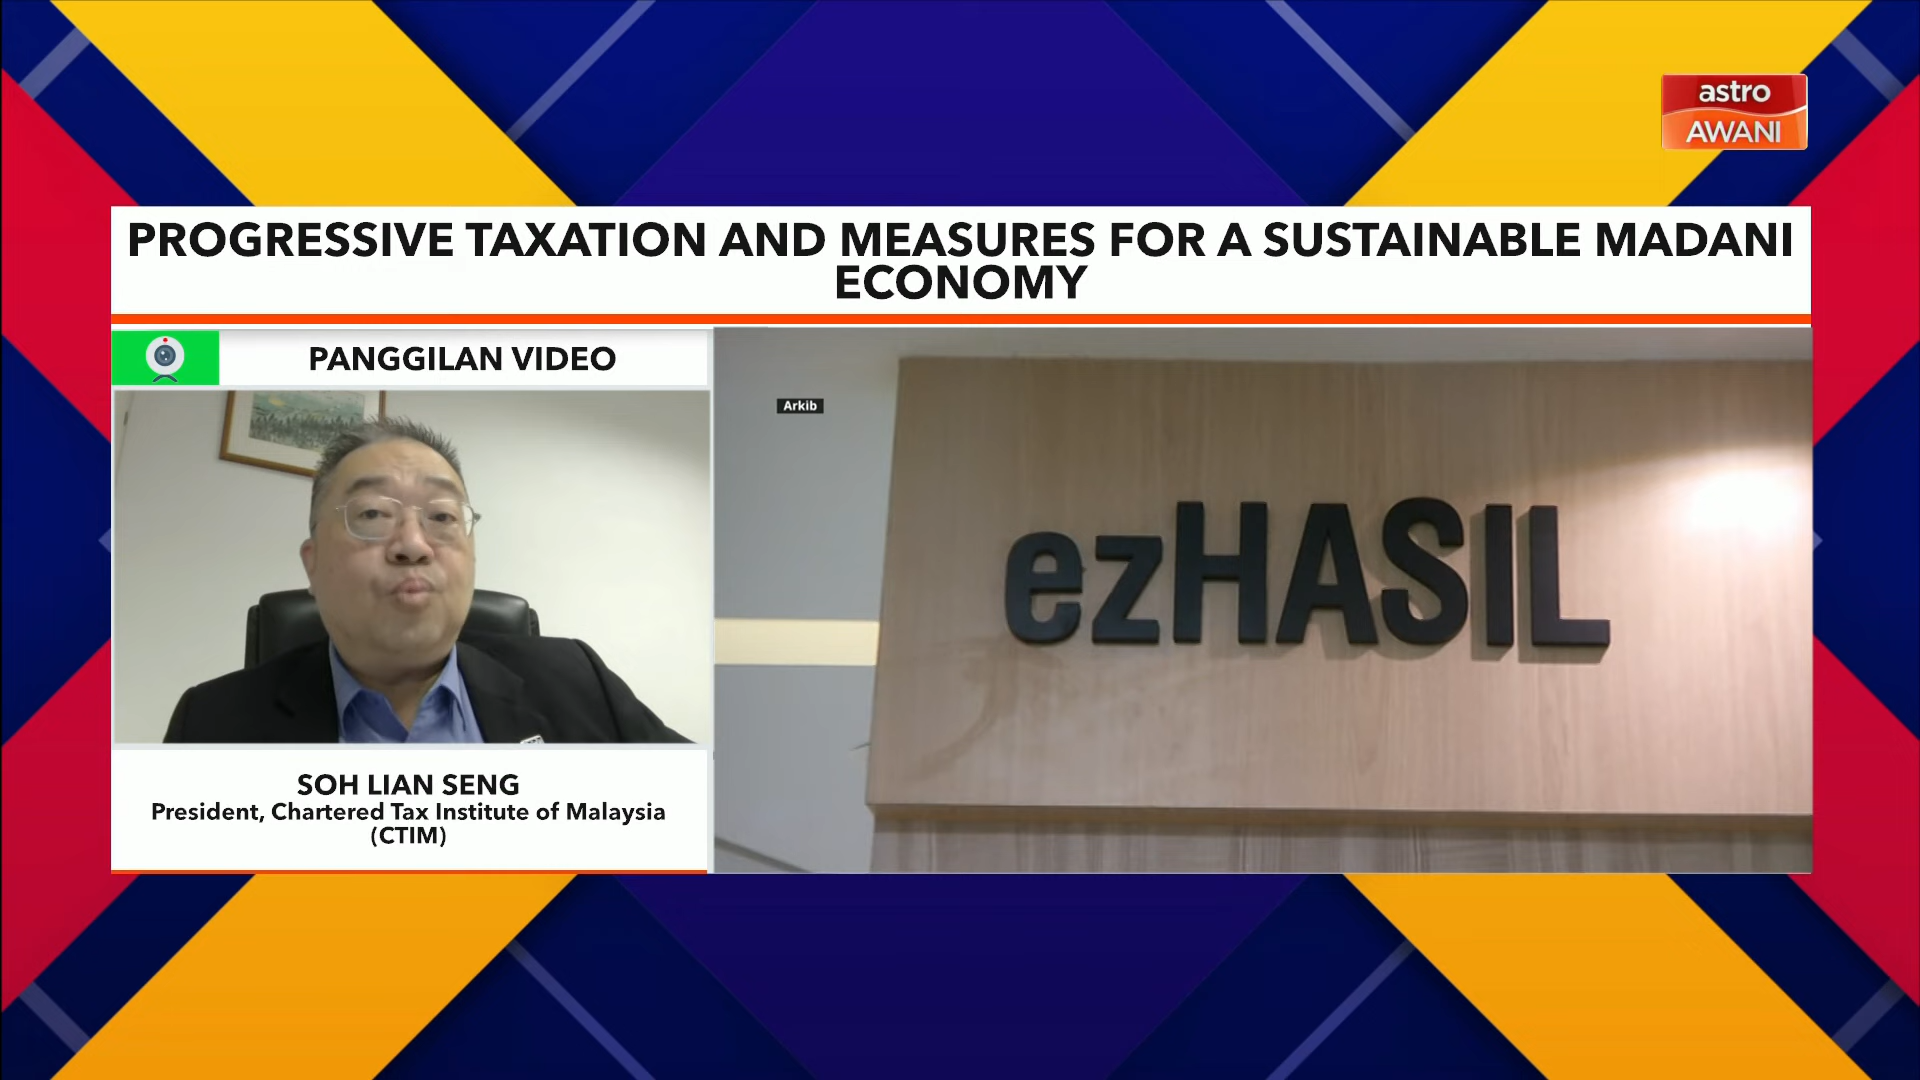 astro
AWANI
PROGRESSIVE TAXATION AND MEASURES FOR A SUSTAINABLE MADANI
ECONOMY
PANGGILAN VIDEO
Arkib
ezHASIL
SOH LIAN SENG
President, Chartered Tax Institute of Malaysia
(CTIM)